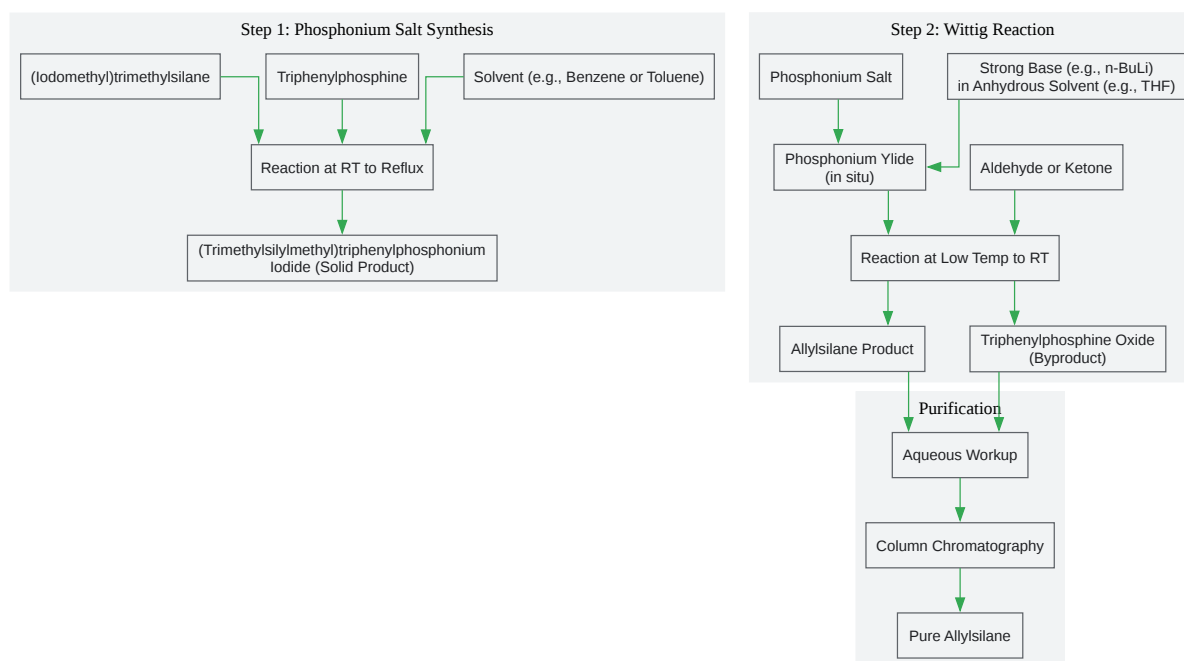 Step 1: Phosphonium Salt Synthesis
(Iodomethyl)trimethylsilane
Triphenylphosphine
Solvent (e.g., Benzene or Toluene)
Reaction at RT to Reflux
(Trimethylsilylmethyl)triphenylphosphonium
Iodide (Solid Product)
Step 2: Wittig Reaction
Phosphonium Salt
Strong Base (e.g., n-BuLi)
in Anhydrous Solvent (e.g., THF)
Phosphonium Ylide
(in situ)
Aldehyde or Ketone
Reaction at Low Temp to RT
Allylsilane Product
Triphenylphosphine Oxide
(Byproduct)
Purification
Aqueous Workup
Column Chromatography
Pure Allylsilane